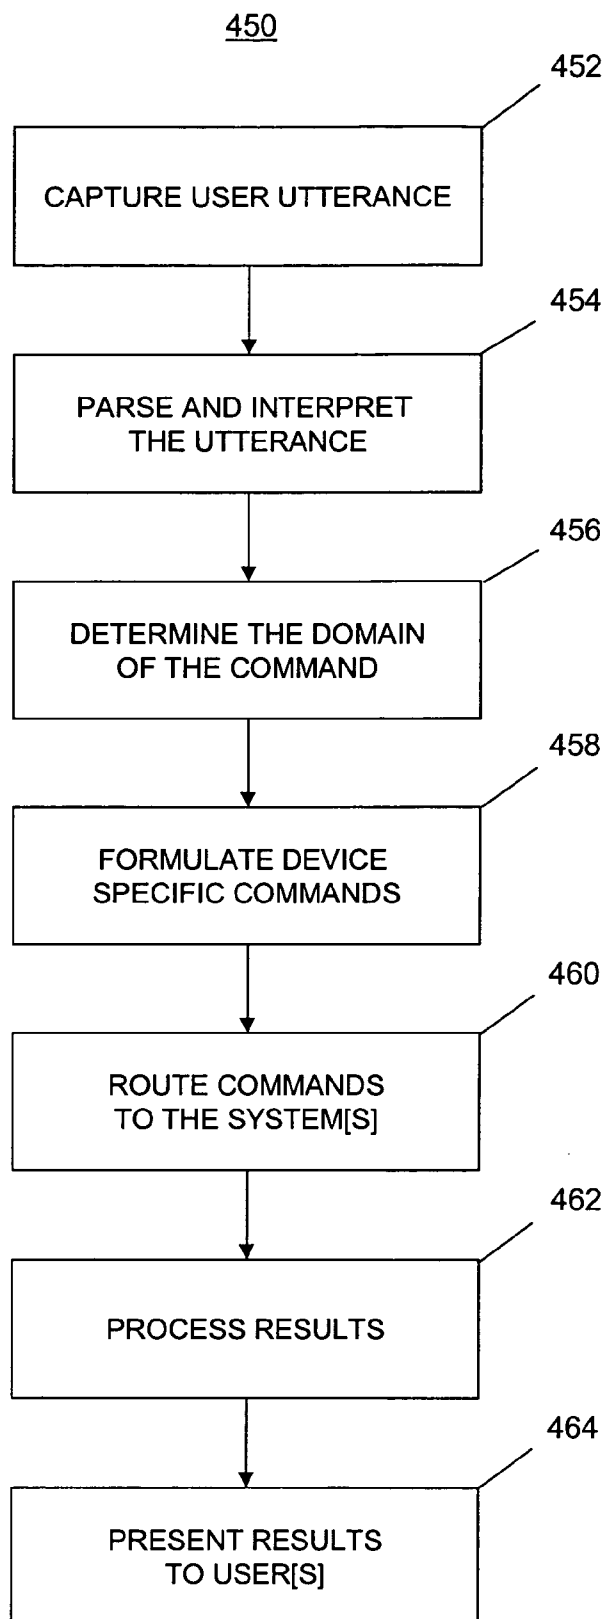 450
452
CAPTURE USER UTTERANCE
454
PARSE AND INTERPRET
THE UTTERANCE
456
DETERMINE THE DOMAIN
OF THE COMMAND
458
FORMULATE DEVICE
SPECIFIC COMMANDS
460
ROUTE COMMANDS
TO THE SYSTEM[S]
462
PROCESS RESULTS
464
PRESENT RESULTS
TO USER[S]